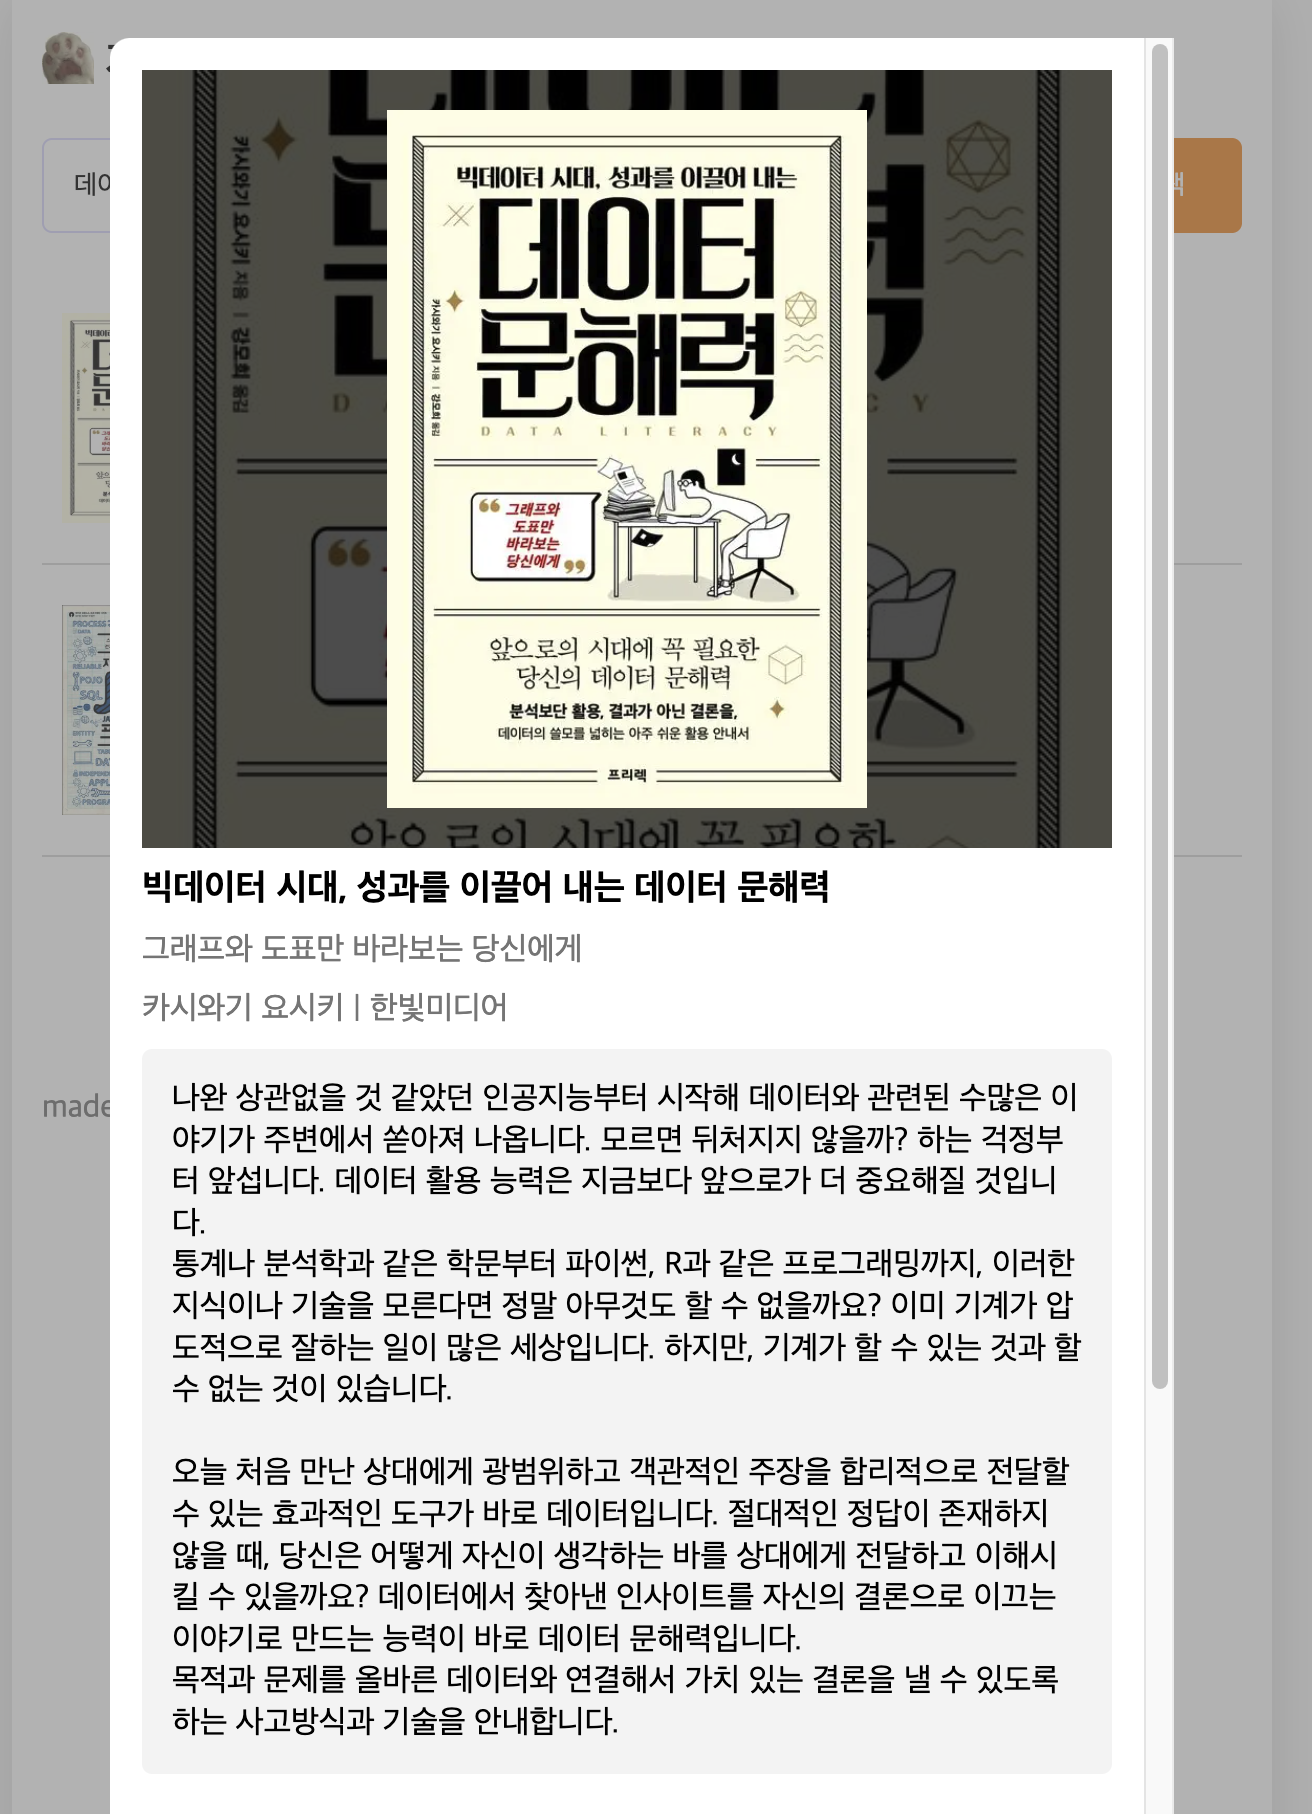 데이
빅데이터 시대, 성과를 이끌어 내는
데이터
문해력
DATA LITERACY
카시와기 요시키 지음 | 강모희 옮김
그래프와
도표만
바라보는
당신에게
앞으로의 시대에 꼭 필요한
당신의 데이터 문해력
분석보단 활용, 결과가 아닌 결론을,
데이터의 쓸모를 넓히는 아주 쉬운 활용 안내서
프리렉
빅데이터 시대, 성과를 이끌어 내는 데이터 문해력
그래프와 도표만 바라보는 당신에게
카시와기 요시키 | 한빛미디어
나완 상관없을 것 같았던 인공지능부터 시작해 데이터와 관련된 수많은 이
야기가 주변에서 쏟아져 나옵니다. 모르면 뒤처지지 않을까? 하는 걱정부
터 앞섭니다. 데이터 활용 능력은 지금보다 앞으로가 더 중요해질 것입니
다.
통계나 분석학과 같은 학문부터 파이썬, R과 같은 프로그래밍까지, 이러한
지식이나 기술을 모른다면 정말 아무것도 할 수 없을까요? 이미 기계가 압
도적으로 잘하는 일이 많은 세상입니다. 하지만, 기계가 할 수 있는 것과 할
수 없는 것이 있습니다.
오늘 처음 만난 상대에게 광범위하고 객관적인 주장을 합리적으로 전달할
수 있는 효과적인 도구가 바로 데이터입니다. 절대적인 정답이 존재하지
않을 때, 당신은 어떻게 자신이 생각하는 바를 상대에게 전달하고 이해시
킬 수 있을까요? 데이터에서 찾아낸 인사이트를 자신의 결론으로 이끄는
이야기로 만드는 능력이 바로 데이터 문해력입니다.
목적과 문제를 올바른 데이터와 연결해서 가치 있는 결론을 낼 수 있도록
하는 사고방식과 기술을 안내합니다.
made